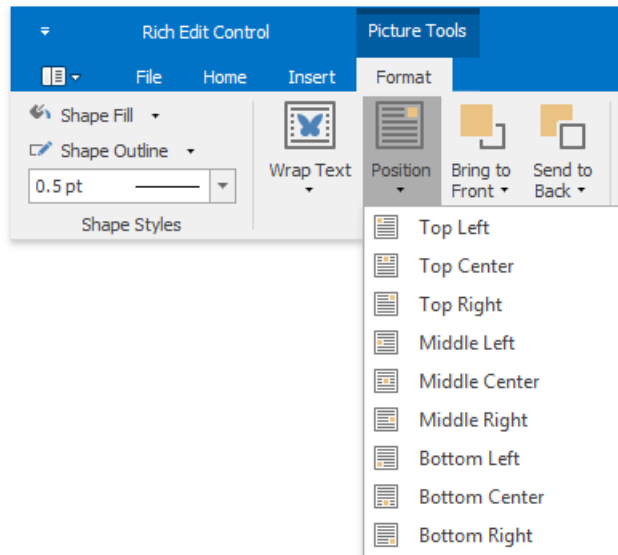 Rich Edit Control
Picture Tools
File
Home
Insert
Format
Shape Fill
Shape Outline
0.5 pt
Shape Styles
Wrap Text
Position
Bring to
Front
Send to
Back
Top Left
Top Center
Top Right
Middle Left
Middle Center
Middle Right
Bottom Left
Bottom Center
Bottom Right